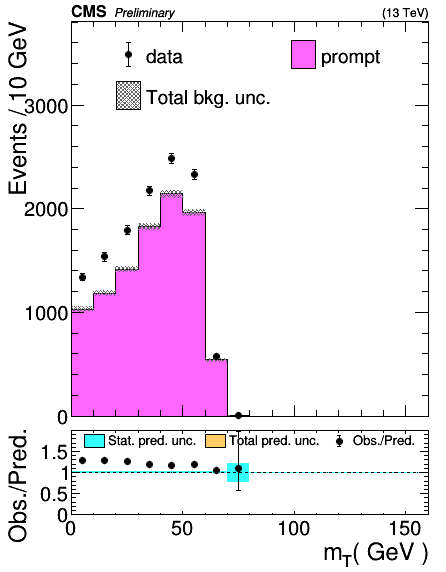 CMS Preliminary (13 TeV)
Events / 10 GeV
data
prompt
Total bkg. unc.
3000
2000
1000
0
Obs./Pred.
Stat. pred. unc.
Total pred. unc.
Obs./Pred.
1.5
1
0.5
0
0 50 100 150
m_T( GeV )